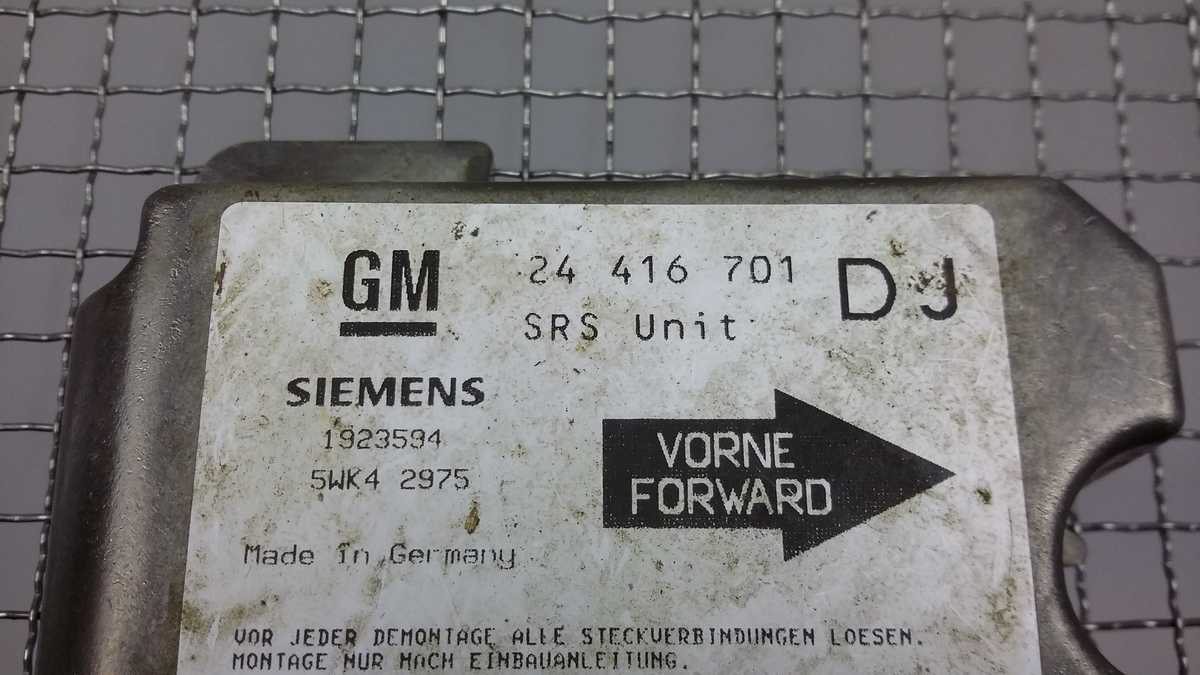 GM 24 416 701 DJ
SRS Unit
SIEMENS
1923594
5WK4 2975
VORNE
FORWARD
Made in Germany
VOR JEDER DEMONTAGE ALLE STECKVERBINDUNGEN LOESEN.
MONTAGE NUR NACH EINBAUANLEITUNG.